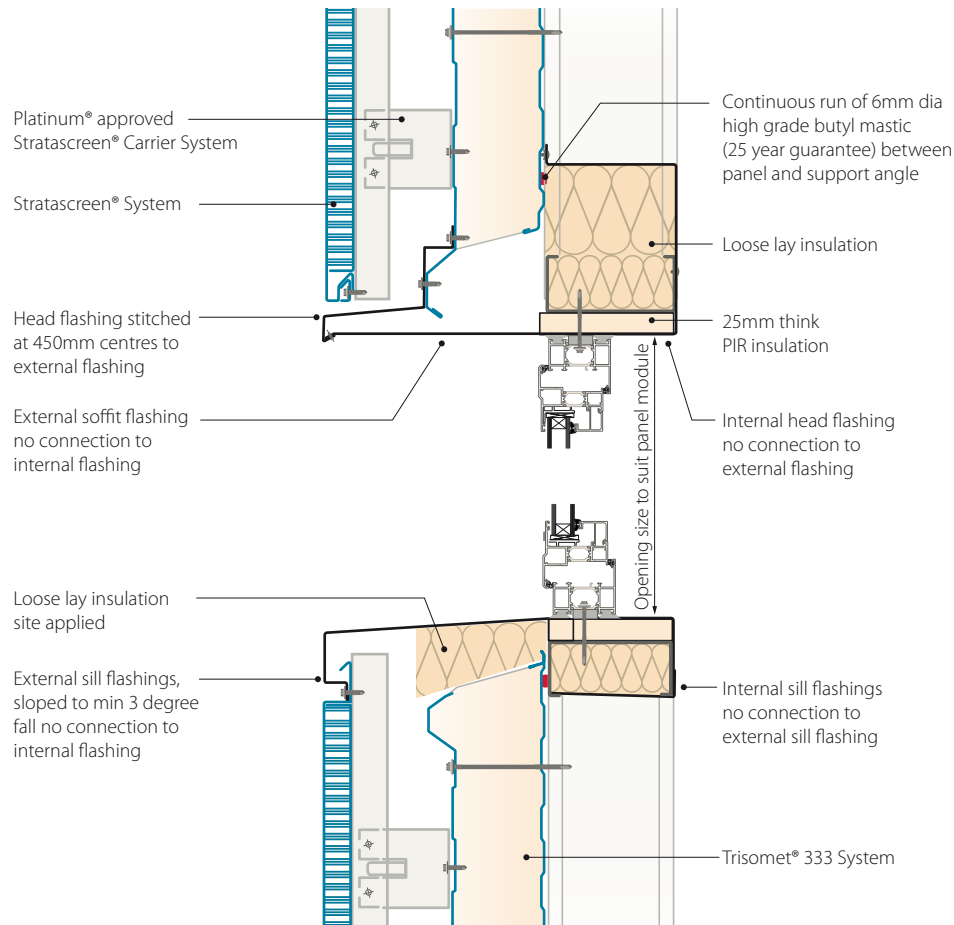 Platinum® approved
Stratascreen® Carrier System
Stratascreen® System
Head flashing stitched
at 450mm centres to
external flashing
External soffit flashing
no connection to
internal flashing
Continuous run of 6mm dia
high grade butyl mastic
(25 year guarantee) between
panel and support angle
Loose lay insulation
25mm think
PIR insulation
Internal head flashing
no connection to
external flashing
Opening size to suit panel module
Loose lay insulation
site applied
External sill flashings,
sloped to min 3 degree
fall no connection to
internal flashing
Internal sill flashings
no connection to
external sill flashing
Trisomet® 333 System